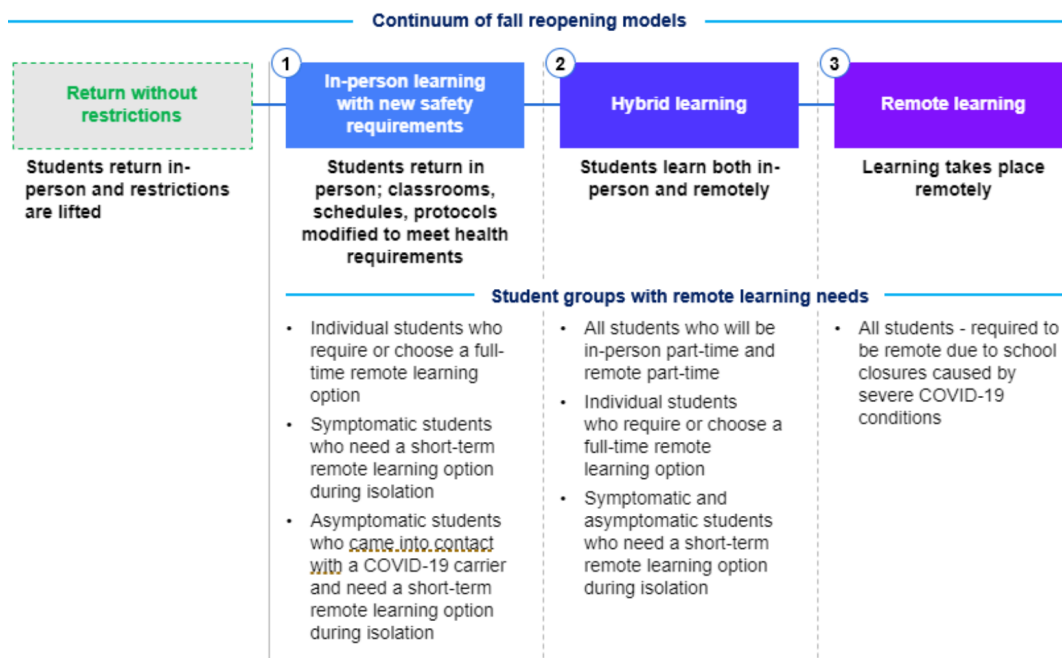 Continuum of fall reopening models
Return without
restrictions
Students return in-
person and restrictions
are lifted
1
In-person learning
with new safety
requirements
Students return in
person; classrooms,
schedules, protocols
modified to meet health
requirements
2
Hybrid learning
Students learn both in-
person and remotely
3
Remote learning
Learning takes place
remotely
Student groups with remote learning needs
• Individual students who
require or choose a full-
time remote learning
option
• Symptomatic students
who need a short-term
remote learning option
during isolation
• Asymptomatic students
who came into contact
with a COVID-19 carrier
and need a short-term
remote learning option
during isolation
• All students who will be
in-person part-time and
remote part-time
• Individual students
who require or choose a
full-time remote
learning option
• Symptomatic and
asymptomatic students
who need a short-term
remote learning option
during isolation
• All students - required to
be remote due to school
closures caused by
severe COVID-19
conditions